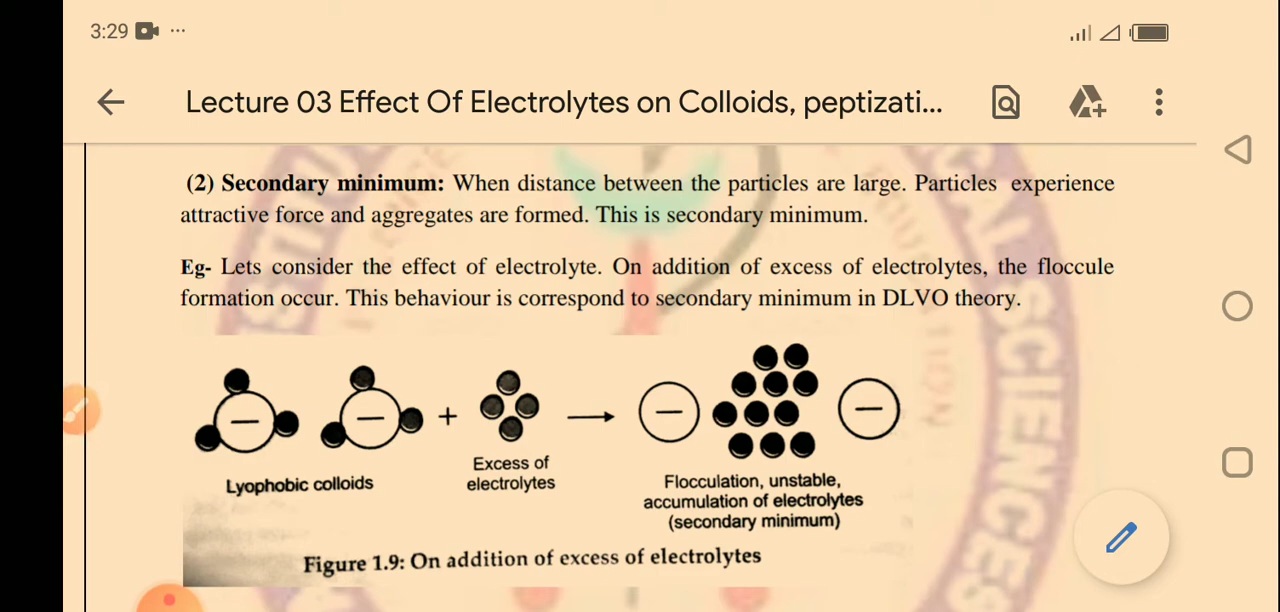 3:29 ...
Lecture 03 Effect Of Electrolytes on Colloids, peptizati...
(2) Secondary minimum: When distance between the particles are large. Particles experience
attractive force and aggregates are formed. This is secondary minimum.
Eg- Lets consider the effect of electrolyte. On addition of excess of electrolytes, the floccule
formation occur. This behaviour is correspond to secondary minimum in DLVO theory.
+
Lyophobic colloids
Excess of
electrolytes
Flocculation, unstable,
accumulation of electrolytes
(secondary minimum)
Figure 1.9: On addition of excess of electrolytes
CAL SCIENCES